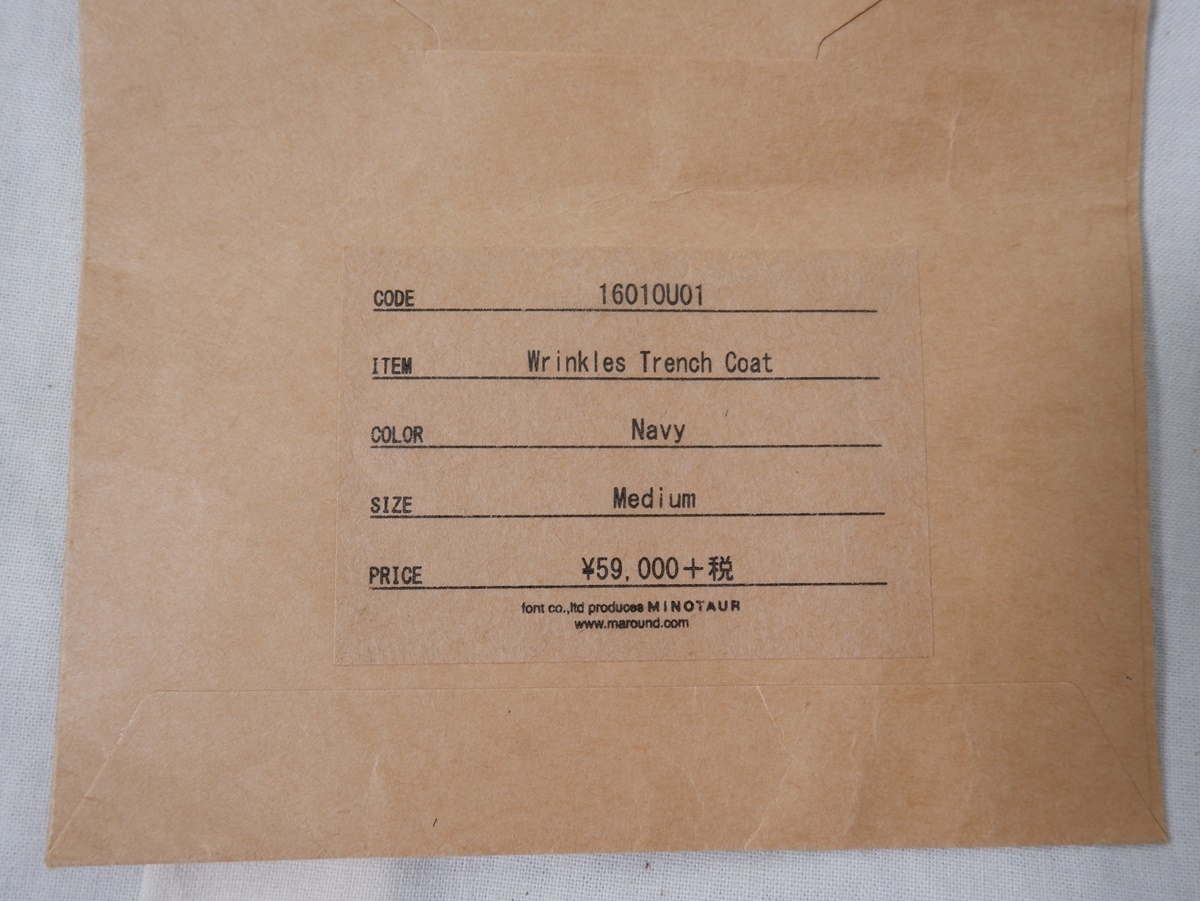 CODE 16010U01
ITEM Wrinkles Trench Coat
COLOR Navy
SIZE Medium
PRICE ¥59,000+税
font co.,ltd produces MINOTAUR
www.maround.com